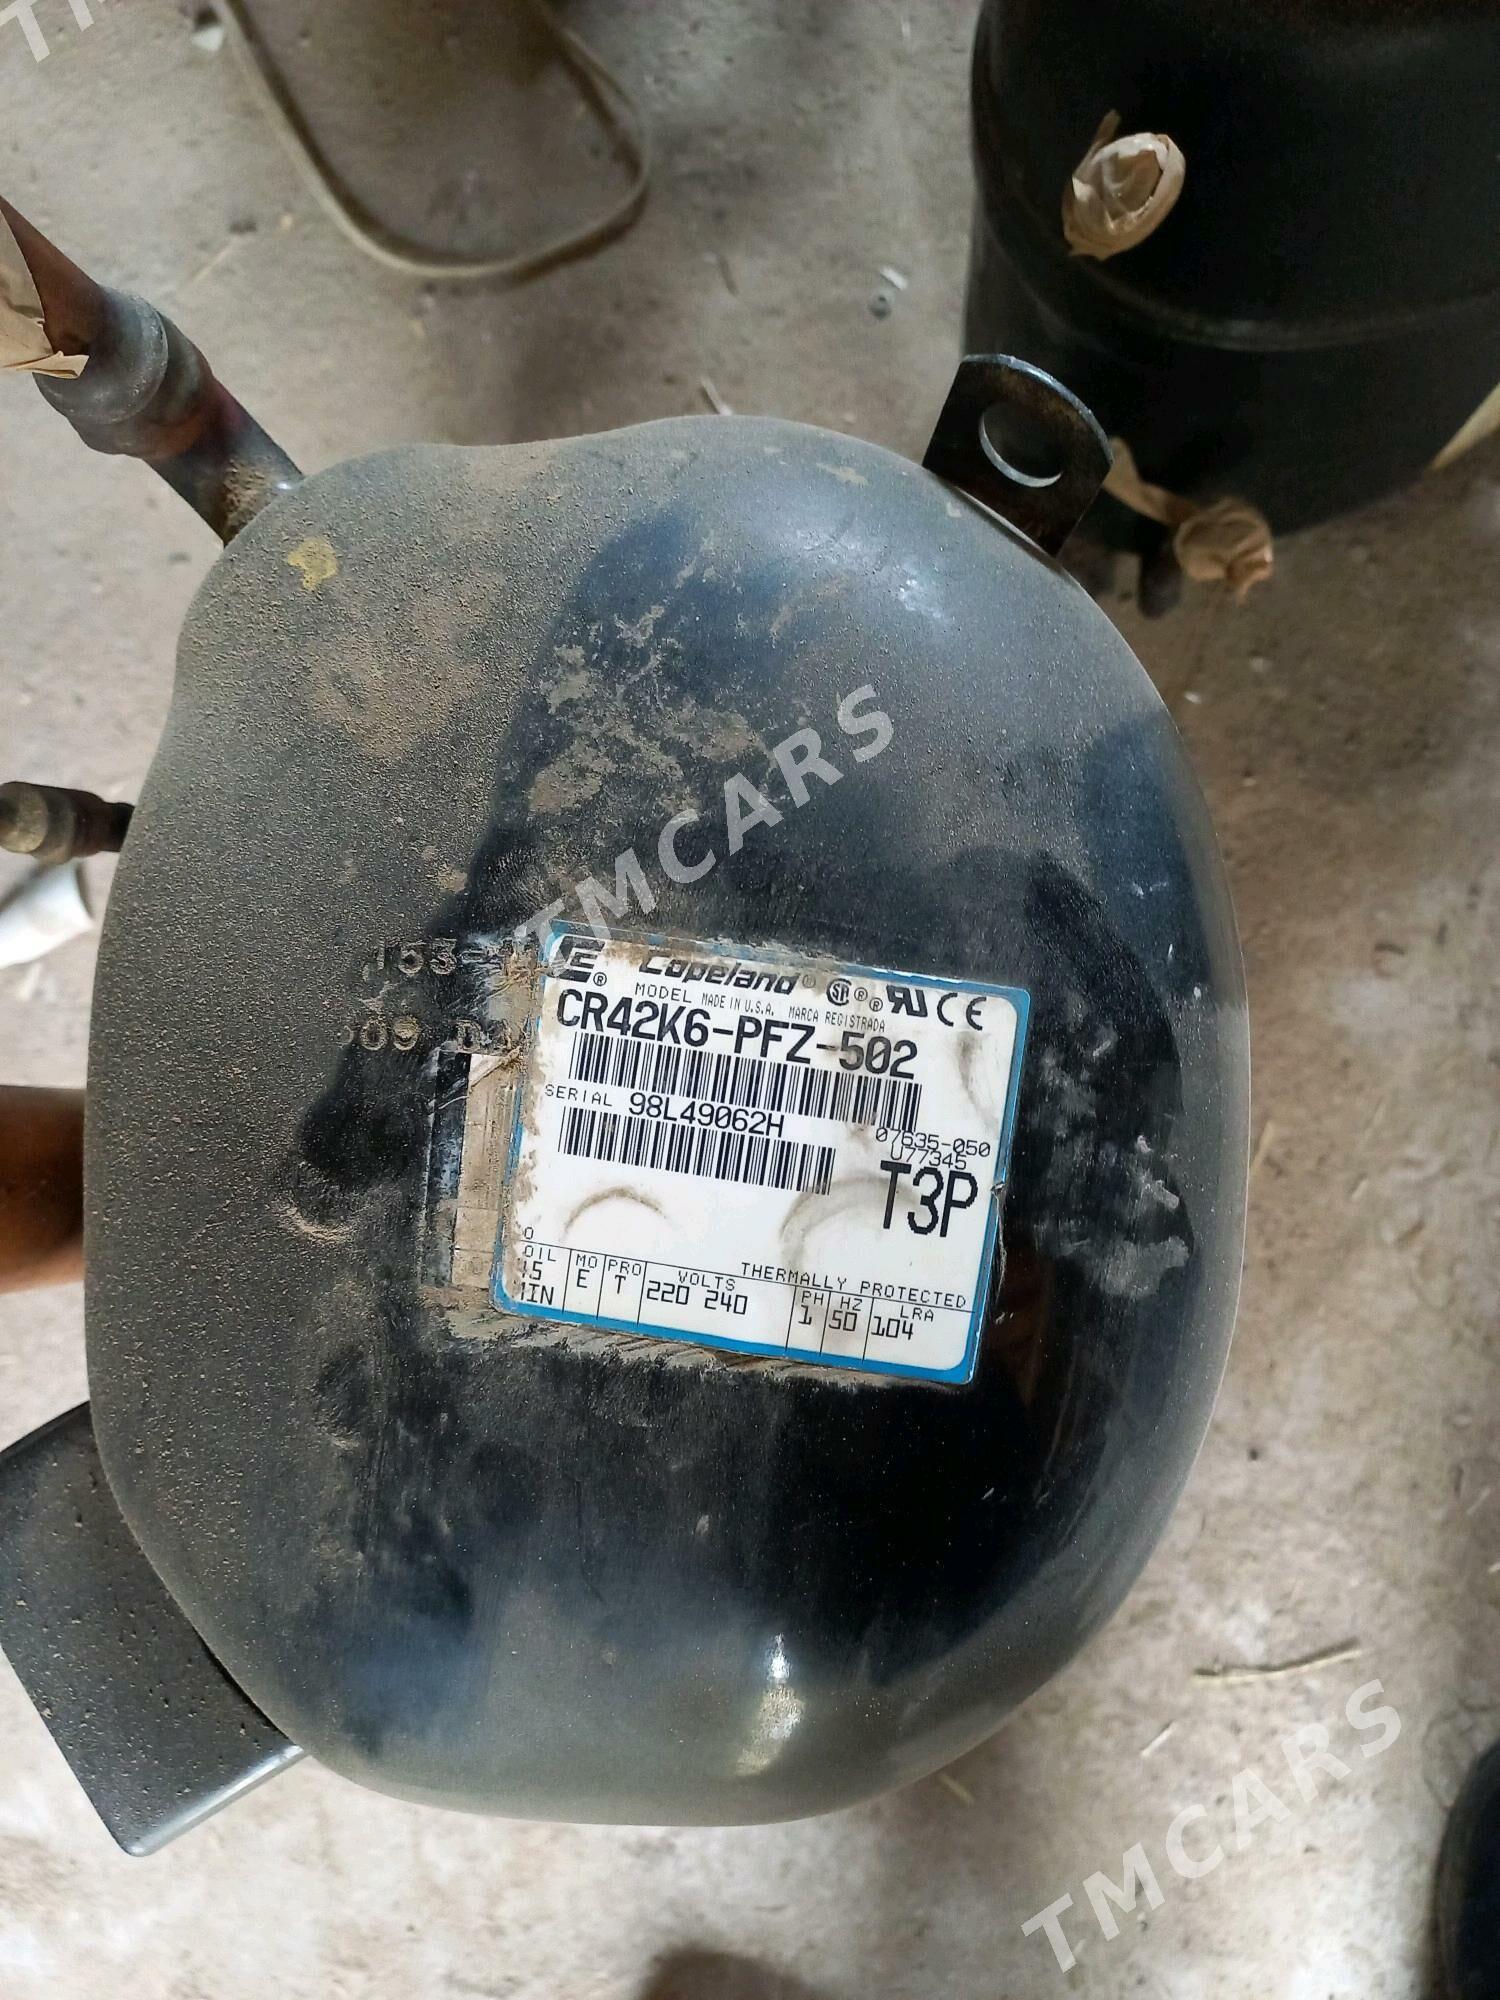 TMCARS
Copeland®
MODEL MADE IN U.S.A. MARCA REGISTRADA
CR42K6-PFZ-502
SERIAL 98L49062H
07635-050
U77345
T3P
THERMALLY PROTECTED
OIL MO PRO VOLTS PH HZ LRA
E T 220 240 1 50 104
TMCARS